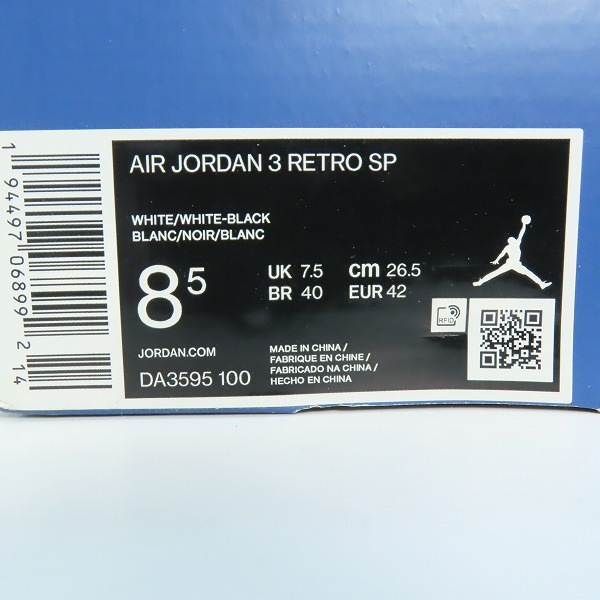 1 94497 06899 2 14
AIR JORDAN 3 RETRO SP
WHITE/WHITE-BLACK
BLANC/NOIR/BLANC
8 5
UK 7.5 cm 26.5
BR 40 EUR 42
RFID
JORDAN.COM
DA3595 100
MADE IN CHINA /
FABRIQUE EN CHINE /
FABRICADO NA CHINA /
HECHO EN CHINA